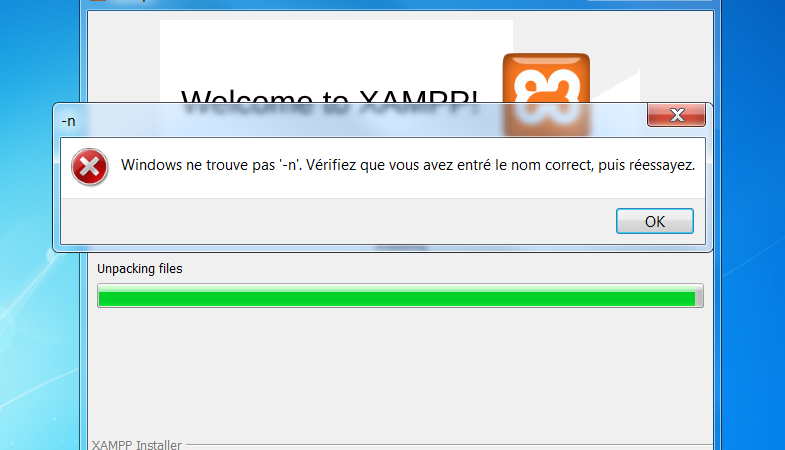 Welcome to XAMPP!
-n
Windows ne trouve pas '-n'. Vérifiez que vous avez entré le nom correct, puis réessayez.
OK
Unpacking files
XAMPP Installer